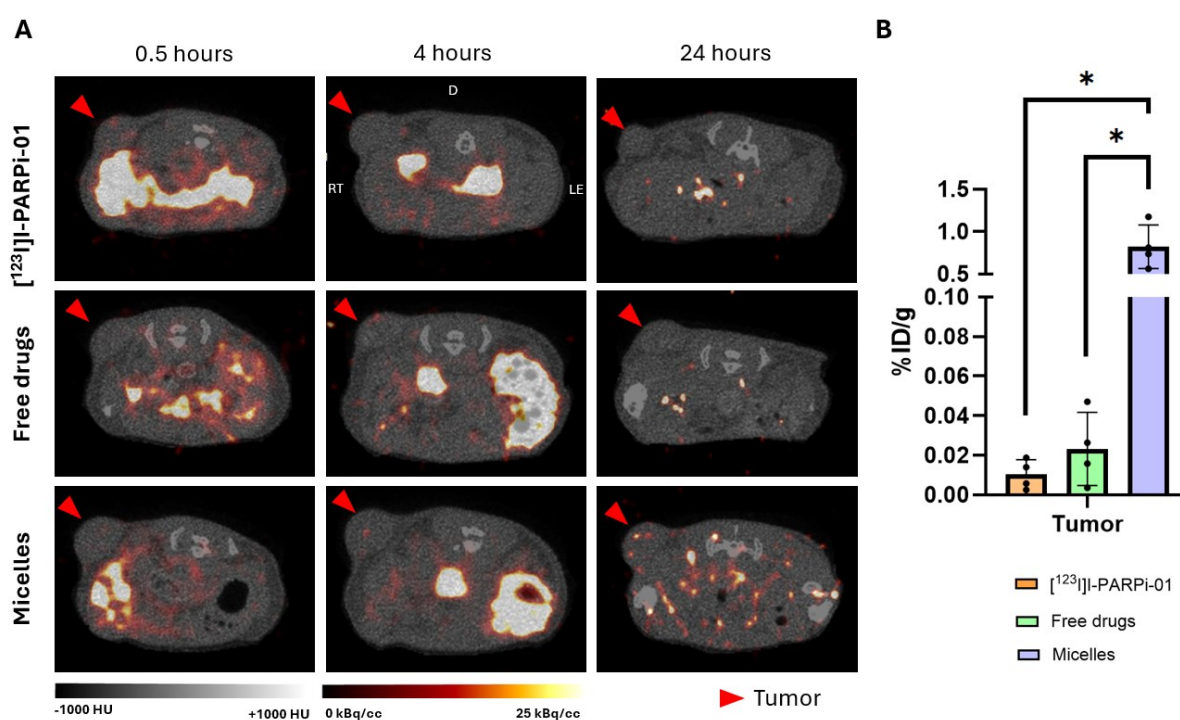 A
B
0.5 hours
4 hours
24 hours
[¹²³I]I-PARPi-01
D
RT
LE
Free drugs
Micelles
-1000 HU
+1000 HU
0 kBq/cc
25 kBq/cc
Tumor
*
*
% ID/g
1.5
1.0
0.5
0.10
0.08
0.06
0.04
0.02
0.00
Tumor
[¹²³I]I-PARPi-01
Free drugs
Micelles